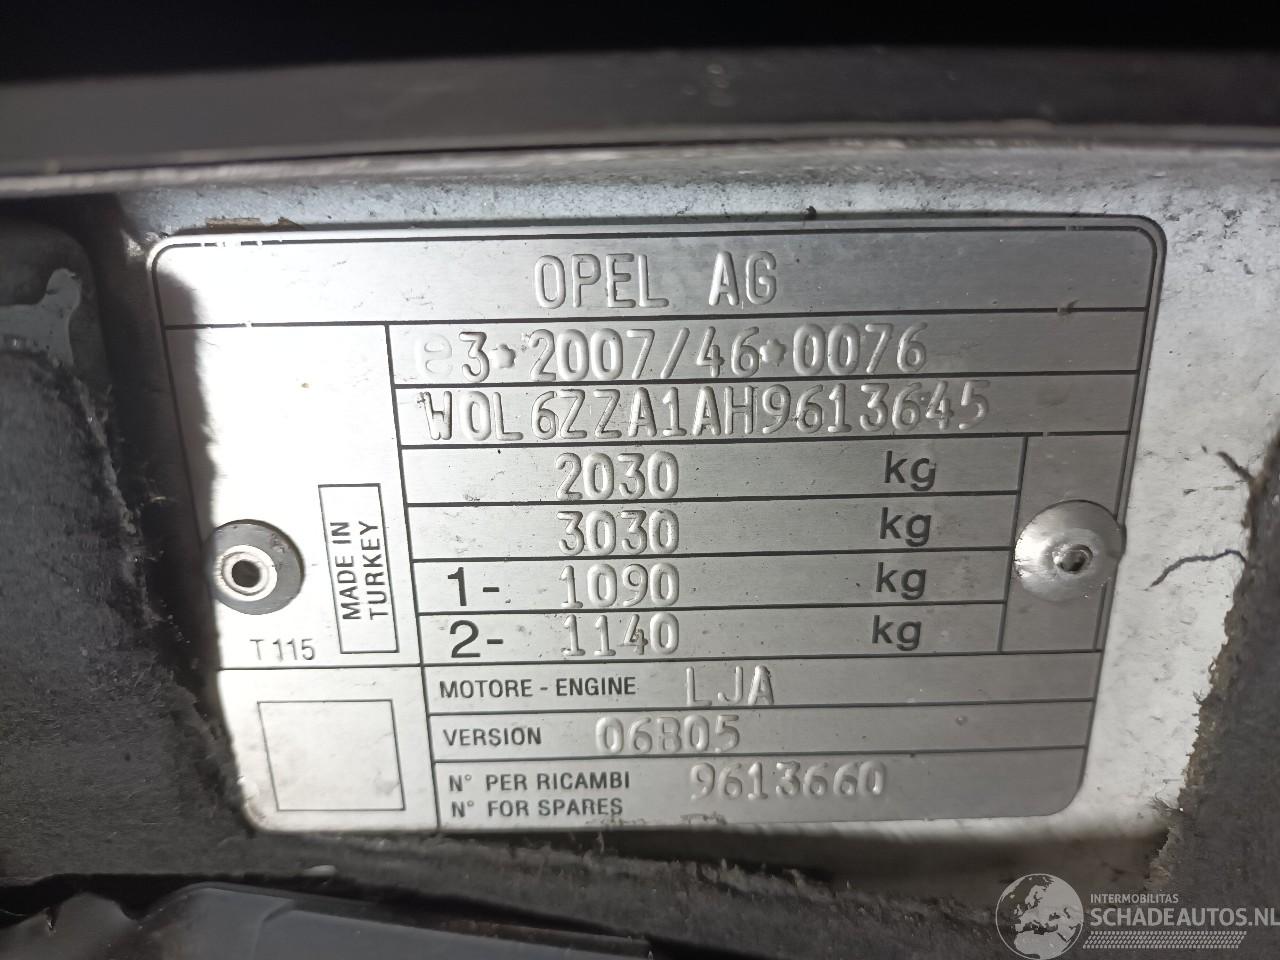 OPEL AG
e3*2007/46*0076
W0L6ZZA1AH9613645
2030 kg
3030 kg
1- 1090 kg
2- 1140 kg
MADE IN
TURKEY
T 115
MOTORE - ENGINE LJA
VERSION 06B05
N° PER RICAMBI 9613660
N° FOR SPARES
INTERMOBILITAS
SCHADEAUTOS.NL